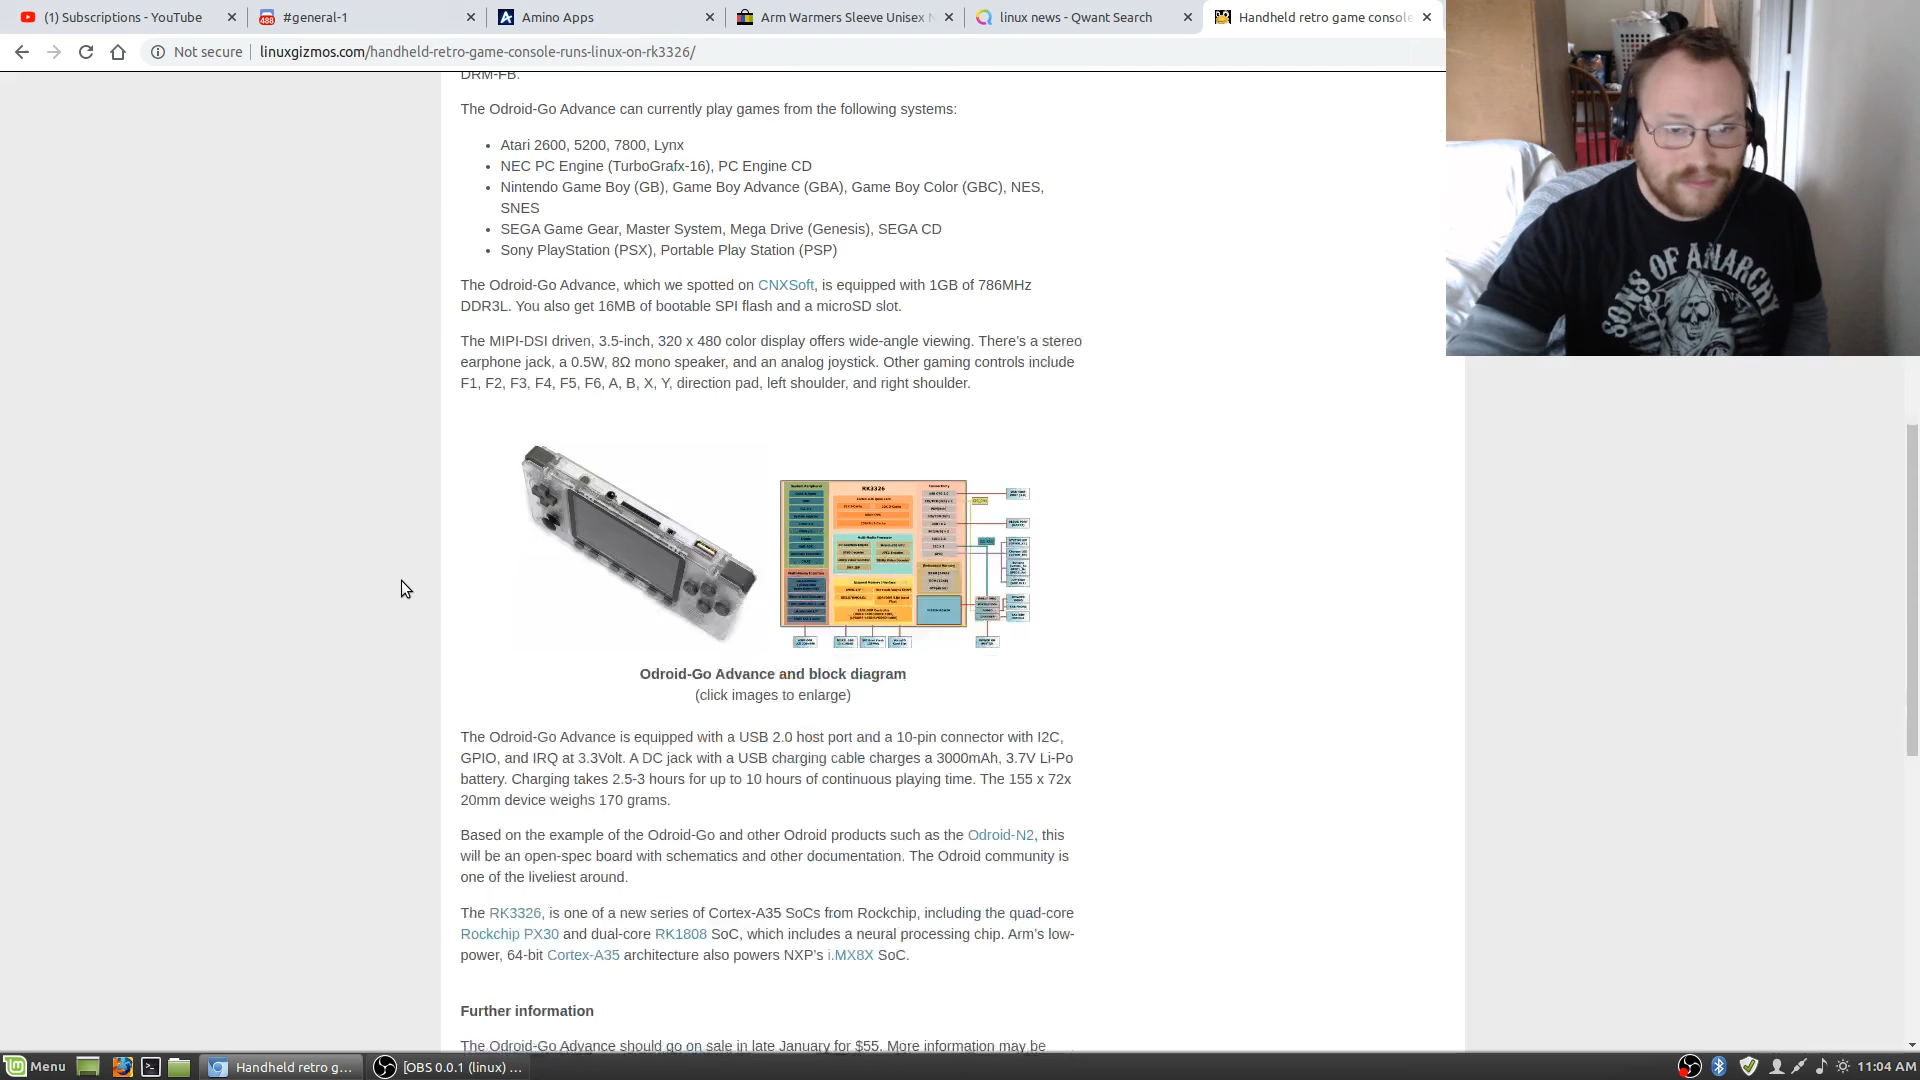 (1) Subscriptions - YouTube
#general-1
Amino Apps
Arm Warmers Sleeve Unisex
linux news - Qwant Search
Handheld retro game console
Not secure
linuxgizmos.com/handheld-retro-game-console-runs-linux-on-rk3326/
DRM-FB.
The Odroid-Go Advance can currently play games from the following systems:
• Atari 2600, 5200, 7800, Lynx
• NEC PC Engine (TurboGrafx-16), PC Engine CD
• Nintendo Game Boy (GB), Game Boy Advance (GBA), Game Boy Color (GBC), NES,
SNES
• SEGA Game Gear, Master System, Mega Drive (Genesis), SEGA CD
• Sony PlayStation (PSX), Portable Play Station (PSP)
The Odroid-Go Advance, which we spotted on CNXSoft, is equipped with 1GB of 786MHz
DDR3L. You also get 16MB of bootable SPI flash and a microSD slot.
The MIPI-DSI driven, 3.5-inch, 320 x 480 color display offers wide-angle viewing. There's a stereo
earphone jack, a 0.5W, 8Ω mono speaker, and an analog joystick. Other gaming controls include
F1, F2, F3, F4, F5, F6, A, B, X, Y, direction pad, left shoulder, and right shoulder.
SONS OF ANARCHY
RK3326
Odroid-Go Advance and block diagram
(click images to enlarge)
The Odroid-Go Advance is equipped with a USB 2.0 host port and a 10-pin connector with I2C,
GPIO, and IRQ at 3.3Volt. A DC jack with a USB charging cable charges a 3000mAh, 3.7V Li-Po
battery. Charging takes 2.5-3 hours for up to 10 hours of continuous playing time. The 155 x 72x
20mm device weighs 170 grams.
Based on the example of the Odroid-Go and other Odroid products such as the Odroid-N2, this
will be an open-spec board with schematics and other documentation. The Odroid community is
one of the liveliest around.
The RK3326, is one of a new series of Cortex-A35 SoCs from Rockchip, including the quad-core
Rockchip PX30 and dual-core RK1808 SoC, which includes a neural processing chip. Arm's low-
power, 64-bit Cortex-A35 architecture also powers NXP's i.MX8X SoC.
Further information
The Odroid-Go Advance should go on sale in late January for $55. More information may be
Menu
Handheld retro g...
[OBS 0.0.1 (linux) ...
11:04 AM